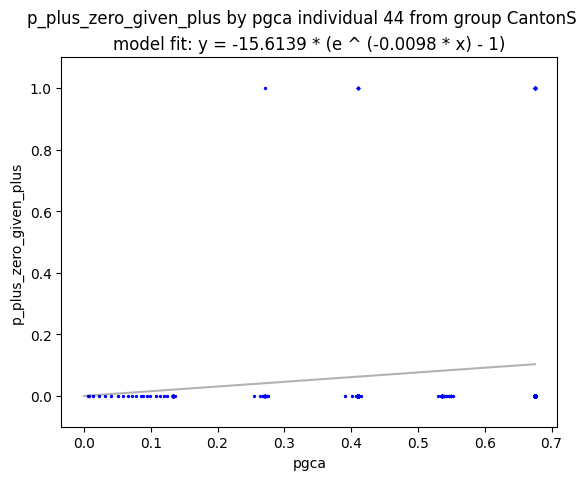 p_plus_zero_given_plus by pgca individual 44 from group CantonS
model fit: y = -15.6139 * (e ^ (-0.0098 * x) - 1)
p_plus_zero_given_plus
1.0
0.8
0.6
0.4
0.2
0.0
0.0 0.1 0.2 0.3 0.4 0.5 0.6 0.7
pgca